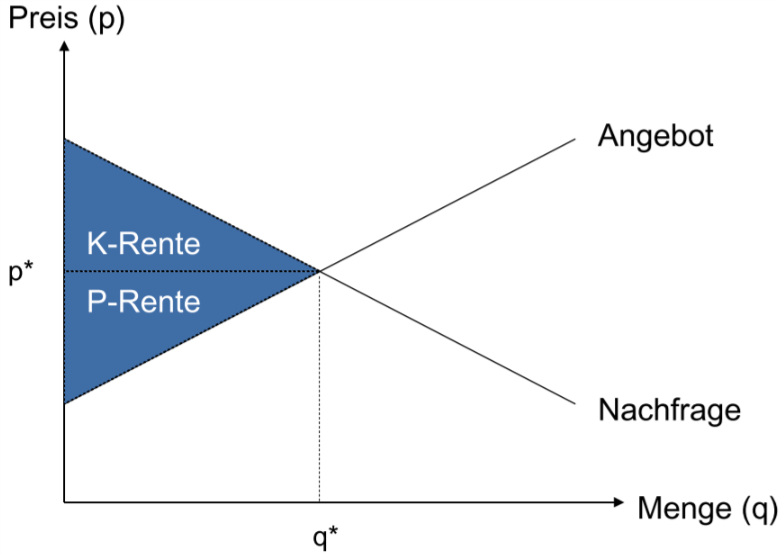 Preis (p)
Angebot
K-Rente
p*
P-Rente
Nachfrage
Menge (q)
q*